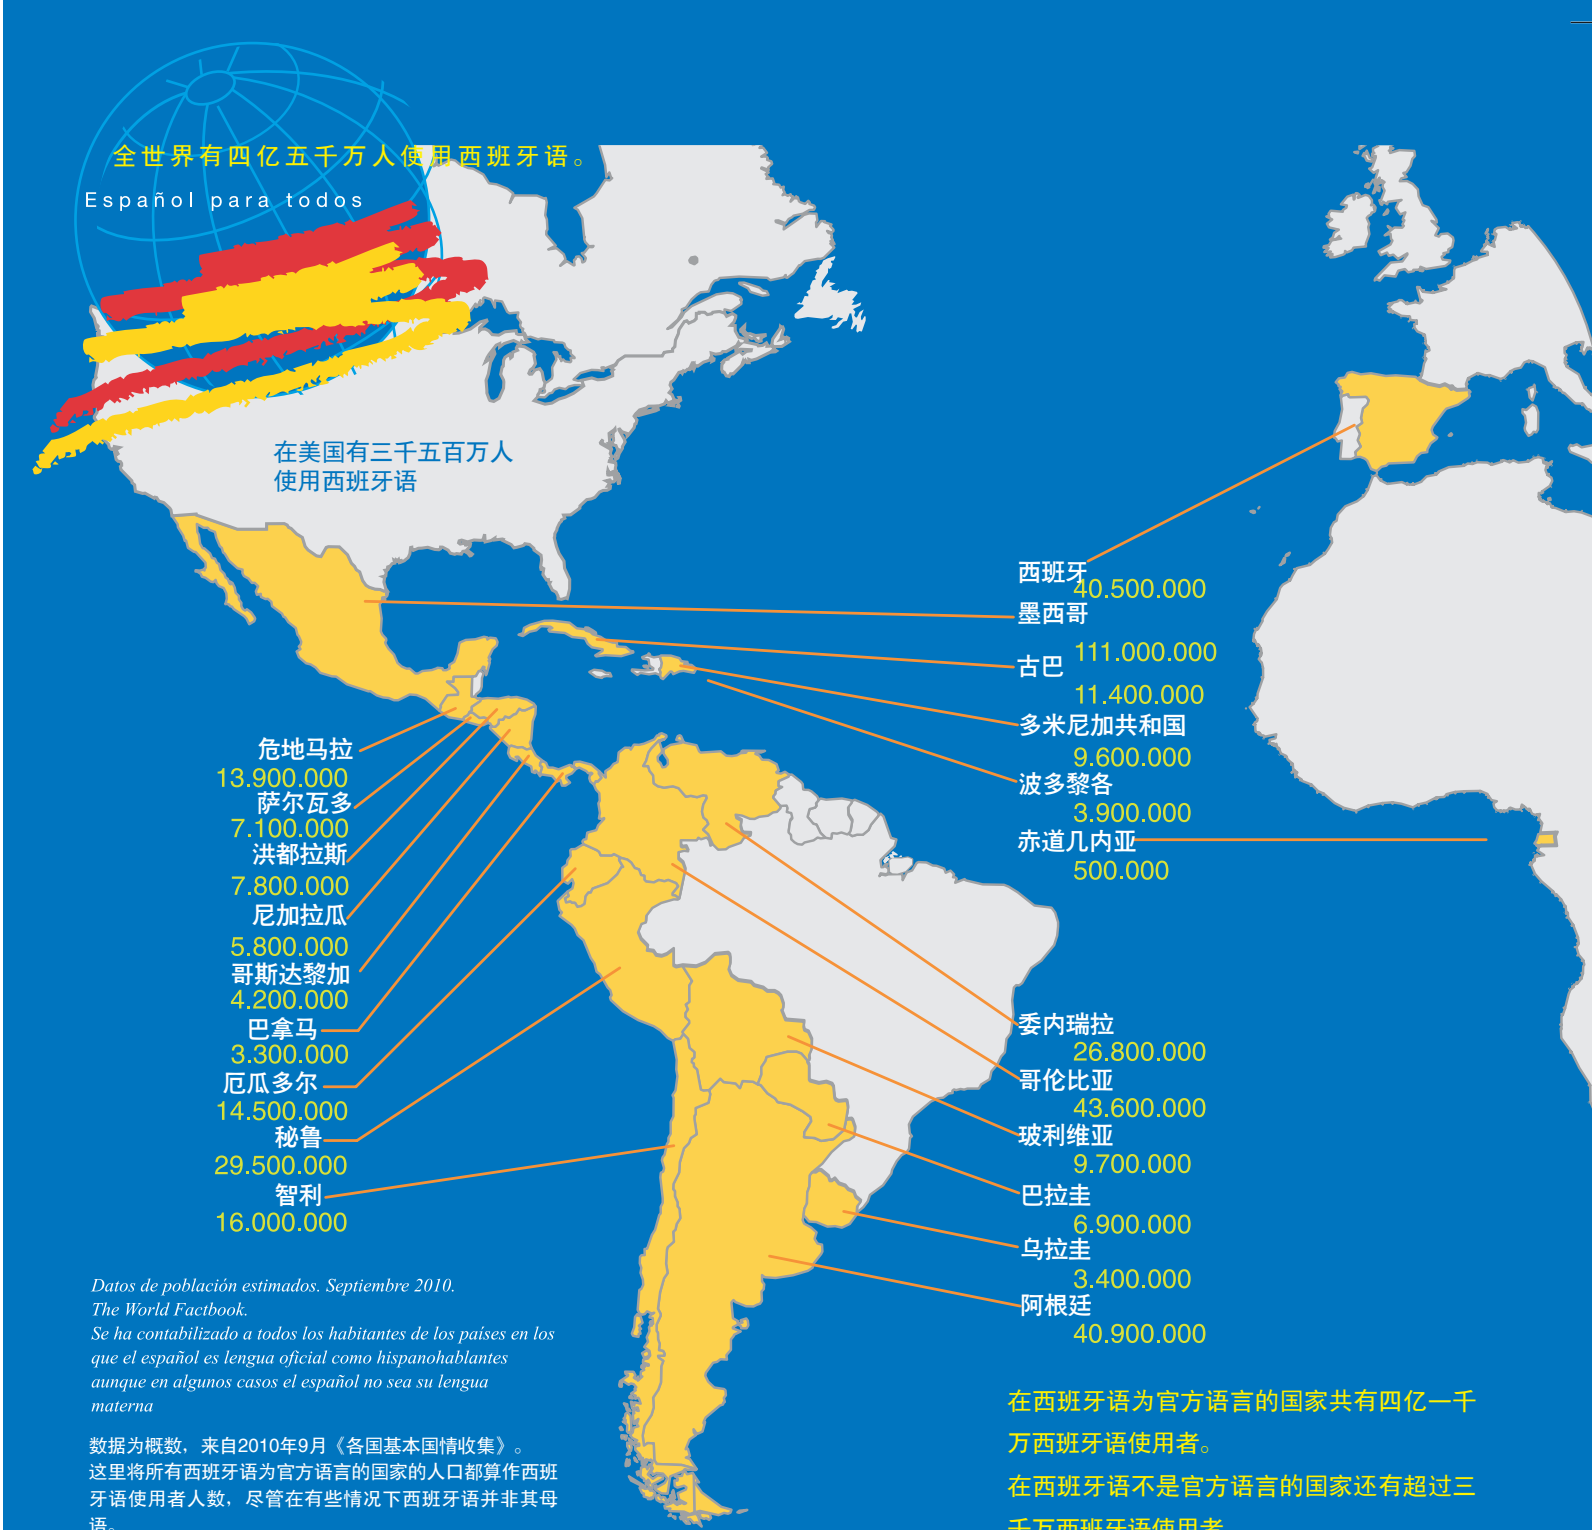 全世界有四亿五千万人使用西班牙语。
Español para todos
在美国有三千五百万人
使用西班牙语
西班牙
40.500.000
墨西哥
111.000.000
古巴
11.400.000
多米尼加共和国
9.600.000
波多黎各
3.900.000
赤道几内亚
500.000
危地马拉
13.900.000
萨尔瓦多
7.100.000
洪都拉斯
7.800.000
尼加拉瓜
5.800.000
哥斯达黎加
4.200.000
巴拿马
3.300.000
厄瓜多尔
14.500.000
秘鲁
29.500.000
智利
16.000.000
委内瑞拉
26.800.000
哥伦比亚
43.600.000
玻利维亚
9.700.000
巴拉圭
6.900.000
乌拉圭
3.400.000
阿根廷
40.900.000
Datos de población estimados. Septiembre 2010.
The World Factbook.
Se ha contabilizado a todos los habitantes de los países en los
que el español es lengua oficial como hispanohablantes
aunque en algunos casos el español no sea su lengua
materna
数据为概数，来自2010年9月《各国基本国情收集》。
这里将所有西班牙语为官方语言的国家的人口都算作西班
牙语使用者人数，尽管在有些情况下西班牙语并非其母
语。
在西班牙语为官方语言的国家共有四亿一千
万西班牙语使用者。
在西班牙语不是官方语言的国家还有超过三
千万西班牙语使用者